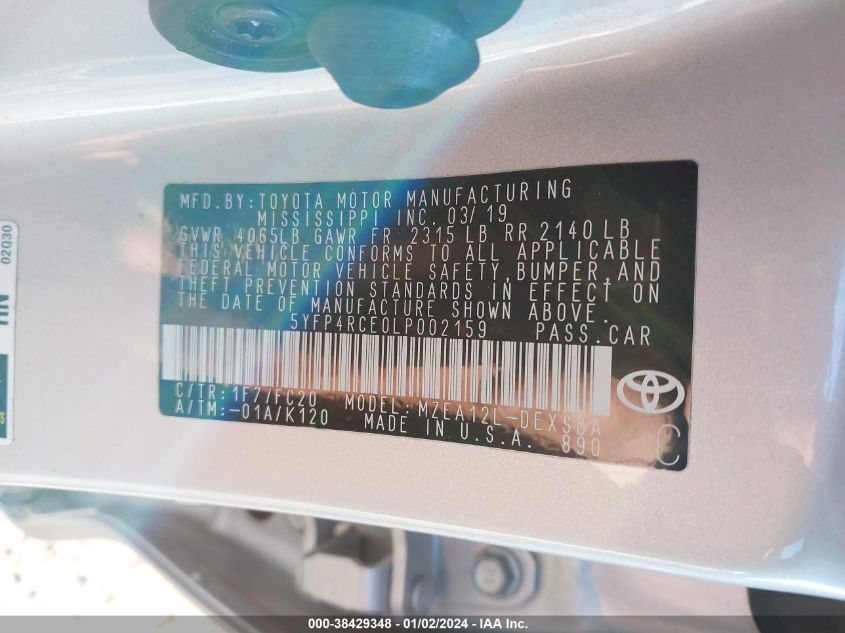 MFD. BY: TOYOTA MOTOR MANUFACTURING
MISSISSIPPI INC. 03/19
GVWR 4065LB GAWR FR 2315 LB RR 2140 LB
THIS VEHICLE CONFORMS TO ALL APPLICABLE
FEDERAL MOTOR VEHICLE SAFETY, BUMPER, AND
THEFT PREVENTION STANDARDS IN EFFECT ON
THE DATE OF MANUFACTURE SHOWN ABOVE.
5YFP4RCE0LP002159 PASS. CAR
C/TR: 1F7/FC20 MODEL: MZEA12L-DEXSBA
A/TM: -01A/K120 MADE IN U.S.A. 890
C
02030
000-38429348 - 01/02/2024 - IAA Inc.